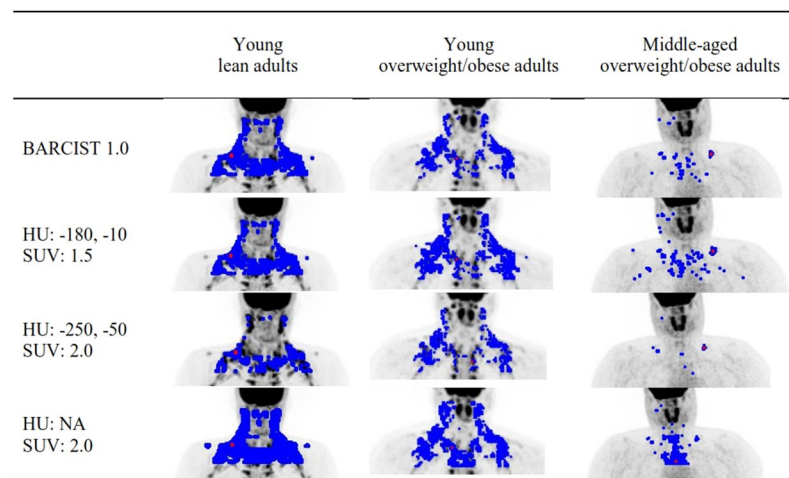 Young
lean adults
Young
overweight/obese adults
Middle-aged
overweight/obese adults
BARCIST 1.0
HU: -180, -10
SUV: 1.5
HU: -250, -50
SUV: 2.0
HU: NA
SUV: 2.0